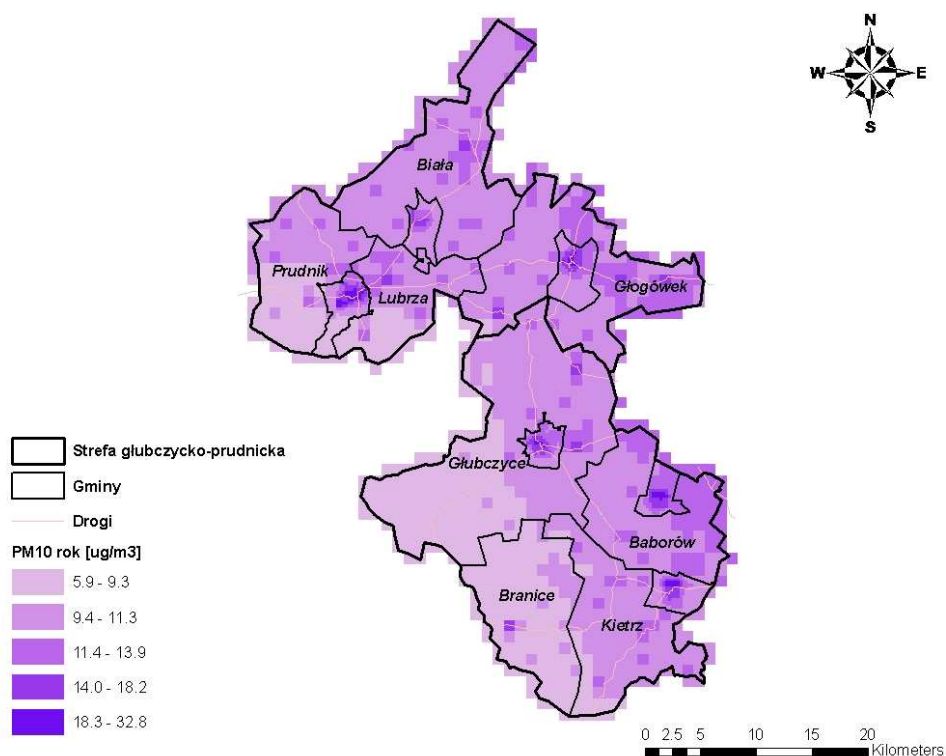 N
W E
S
Biała
Prudnik
Lubrza
Głogówek
Głubczyce
Baborów
Branice
Kietrz
Strefa głubczycko-prudnicka
Gminy
Drogi
PM10 rok [ug/m3]
5.9 - 9.3
9.4 - 11.3
11.4 - 13.9
14.0 - 18.2
18.3 - 32.8
0 2.5 5 10 15 20
Kilometers